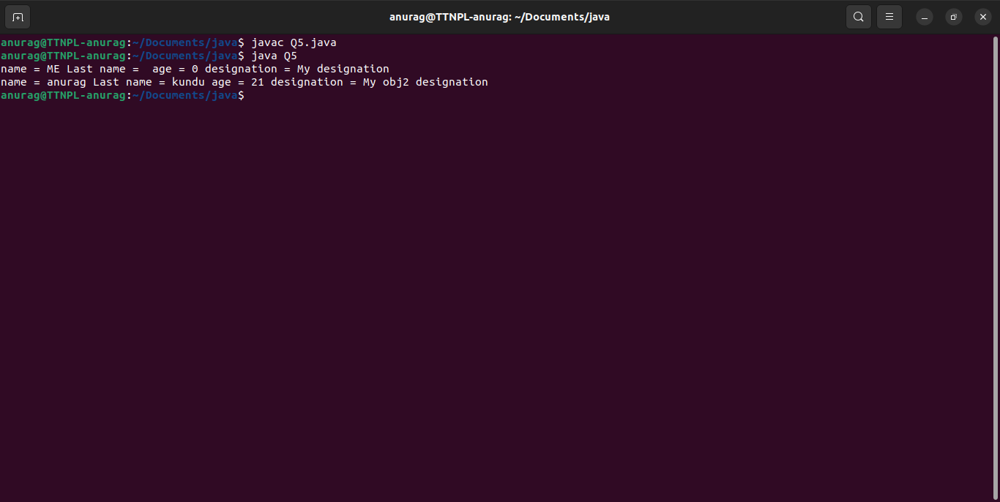 anurag@TTNPL-anurag: ~/Documents/java
anurag@TTNPL-anurag:~/Documents/java$ javac Q5.java
anurag@TTNPL-anurag:~/Documents/java$ java Q5
name = ME Last name =  age = 0 designation = My designation
name = anurag Last name = kundu age = 21 designation = My obj2 designation
anurag@TTNPL-anurag:~/Documents/java$